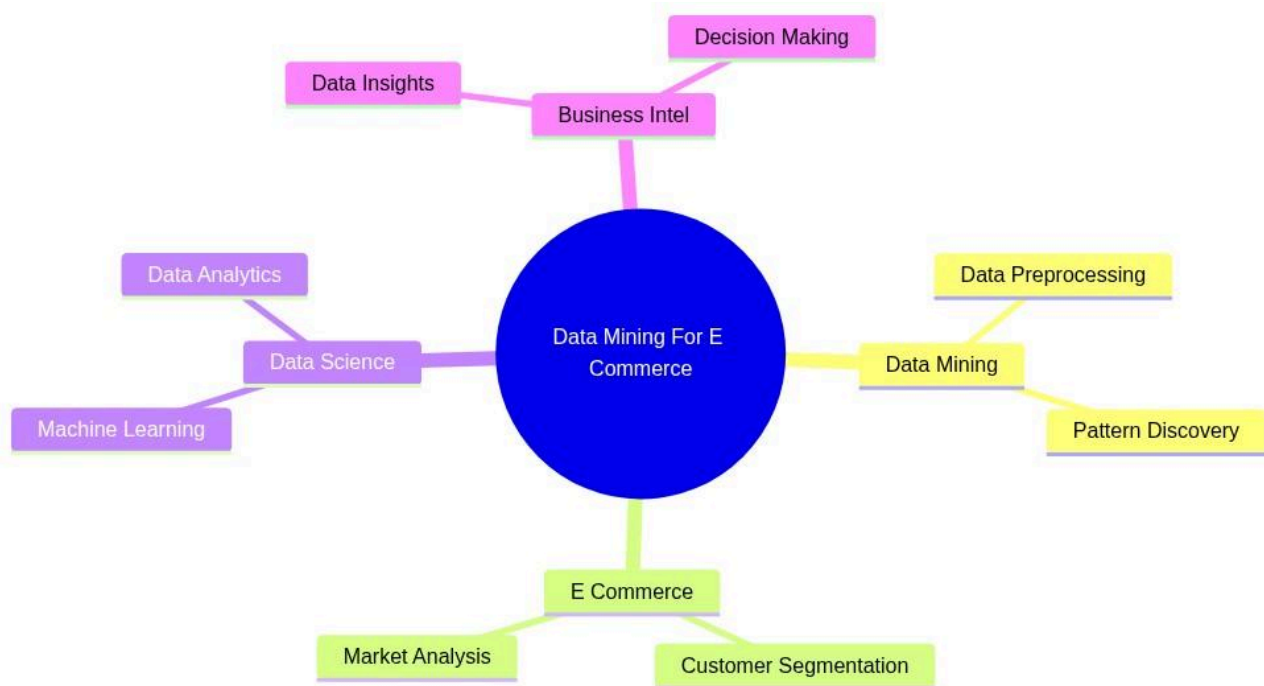 Decision Making
Data Insights
Business Intel
Data Analytics
Data Preprocessing
Data Mining For E
Commerce
Data Science
Data Mining
Machine Learning
Pattern Discovery
E Commerce
Market Analysis
Customer Segmentation